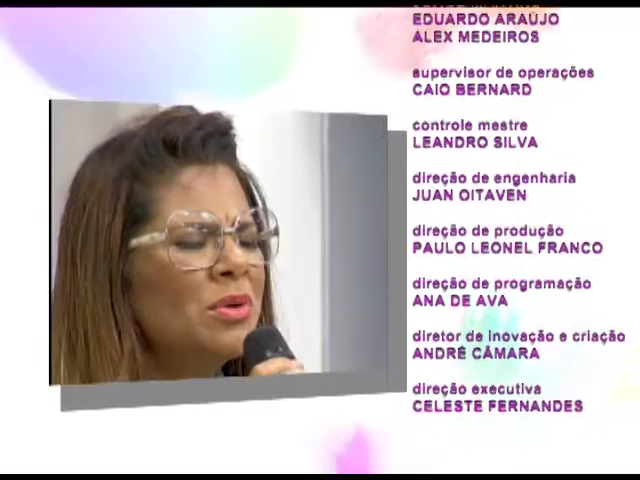 EDUARDO ARAÚJO
ALEX MEDEIROS
supervisor de operações
CAIO BERNARD
controle mestre
LEANDRO SILVA
direção de engenharia
JUAN OITAVEN
direção de produção
PAULO LEONEL FRANCO
direção de programação
ANA DE AVA
diretor de inovação e criação
ANDRÉ CÂMARA
direção executiva
CELESTE FERNANDES